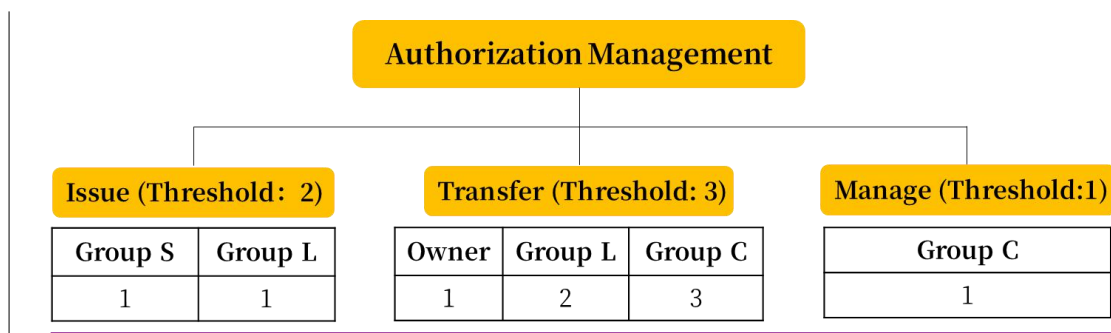 Authorization Management
Issue (Threshold: 2)
Transfer (Threshold: 3)
Manage (Threshold:1)
Group S Group L
1 1
Owner Group L Group C
1 2 3
Group C
1